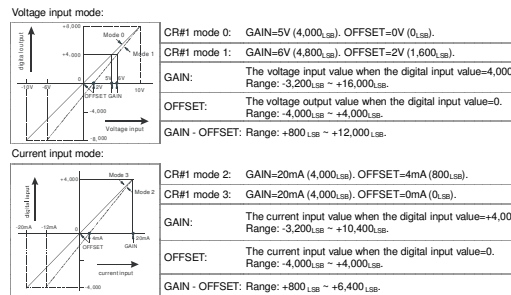 Voltage input mode:
+8,000
Mode 0
+4,000
Mode 1
digital output
0
5V 6V
-10V -6V
2V
10V
OFFSET GAIN
-4,000
Voltage input
-8,000
CR#1 mode 0: GAIN=5V (4,000LSB). OFFSET=0V (0LSB).
CR#1 mode 1: GAIN=6V (4,800LSB). OFFSET=2V (1,600LSB).
GAIN: The voltage input value when the digital input value=4,000
Range: -3,200LSB ~ +16,000LSB.
OFFSET: The voltage output value when the digital input value=0.
Range: -4,000LSB ~ +4,000LSB.
GAIN - OFFSET: Range: +800 LSB ~ +12,000 LSB.
Current input mode:
+4,000
Mode 3
Mode 2
digital input
0
-20mA -12mA
4mA
20mA
OFFSET
GAIN
current input
-4,000
CR#1 mode 2: GAIN=20mA (4,000LSB). OFFSET=4mA (800LSB).
CR#1 mode 3: GAIN=20mA (4,000LSB). OFFSET=0mA (0LSB).
GAIN: The current input value when the digital input value=+4,00
Range: -3,200LSB ~ +10,400LSB.
OFFSET: The current input value when the digital input value=0.
Range: -4,000LSB ~ +4,000LSB.
GAIN - OFFSET: Range: +800 LSB ~ +6,400 LSB.